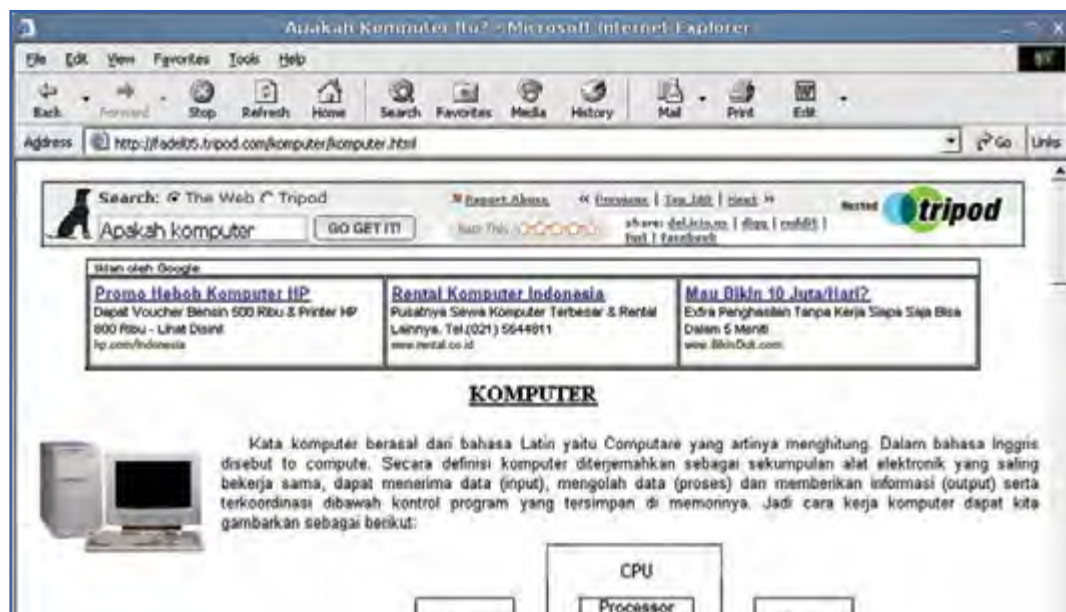 Apakah Komputer Itu? - Microsoft Internet Explorer
File Edit View Favorites Tools Help
Back Forward Stop Refresh Home Search Favorites Media History Mail Print Edit
Address http://fadel05.tripod.com/komputer/komputer.html Go Links
Search: The Web Tripod
Report Abuse « Previous | Top 100 | Next »
hosted tripod
Apakah komputer GO GET IT!
Rate This
share: del.icio.us | digg | reddit |
furl | facebook
Iklan oleh Google
Promo Heboh Komputer HP
Dapat Voucher Bensin 500 Ribu & Printer HP
800 Ribu - Lihat Disini!
hp.com/Indonesia
Rental Komputer Indonesia
Pusatnya Sewa Komputer Terbesar & Rental
Lainnya. Tel.(021) 5644811
www.rental.co.id
Mau Bikin 10 Juta/Hari?
Extra Penghasilan Tanpa Kerja Siapa Saja Bisa
Dalam 5 Menit!
www.BikinDuit.com
KOMPUTER
Kata komputer berasal dari bahasa Latin yaitu Computare yang artinya menghitung. Dalam bahasa Inggris
disebut to compute. Secara definisi komputer diterjemahkan sebagai sekumpulan alat elektronik yang saling
bekerja sama, dapat menerima data (input), mengolah data (proses) dan memberikan informasi (output) serta
terkoordinasi dibawah kontrol program yang tersimpan di memorinya. Jadi cara kerja komputer dapat kita
gambarkan sebagai berikut:
CPU
Processor